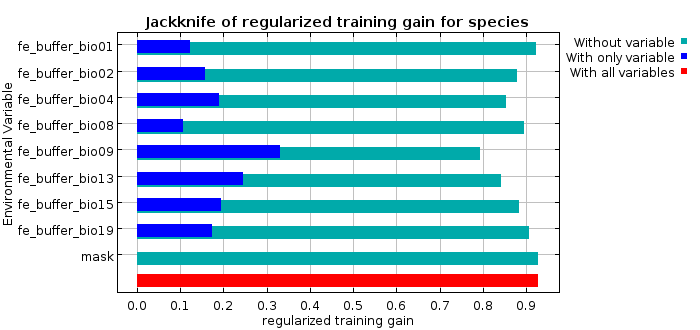 Jackknife of regularized training gain for species
Environmental Variable
fe_buffer_bio01
fe_buffer_bio02
fe_buffer_bio04
fe_buffer_bio08
fe_buffer_bio09
fe_buffer_bio13
fe_buffer_bio15
fe_buffer_bio19
mask
Without variable
With only variable
With all variables
0.0 0.1 0.2 0.3 0.4 0.5 0.6 0.7 0.8 0.9
regularized training gain